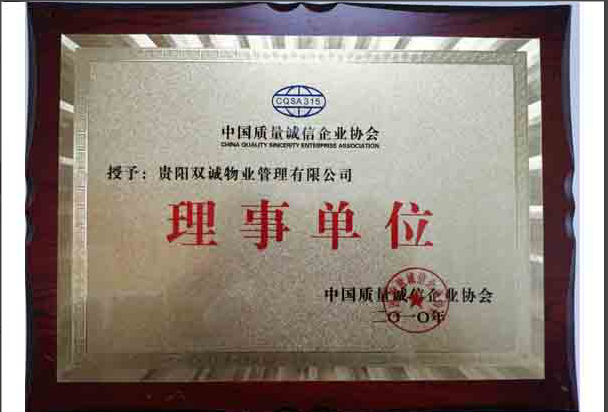 CQSA315
中国质量诚信企业协会
CHINA QUALITY SINCERITY ENTERPRISE ASSOCIATION
授予：贵阳双诚物业管理有限公司
理事单位
中国质量诚信企业协会
二〇一〇年